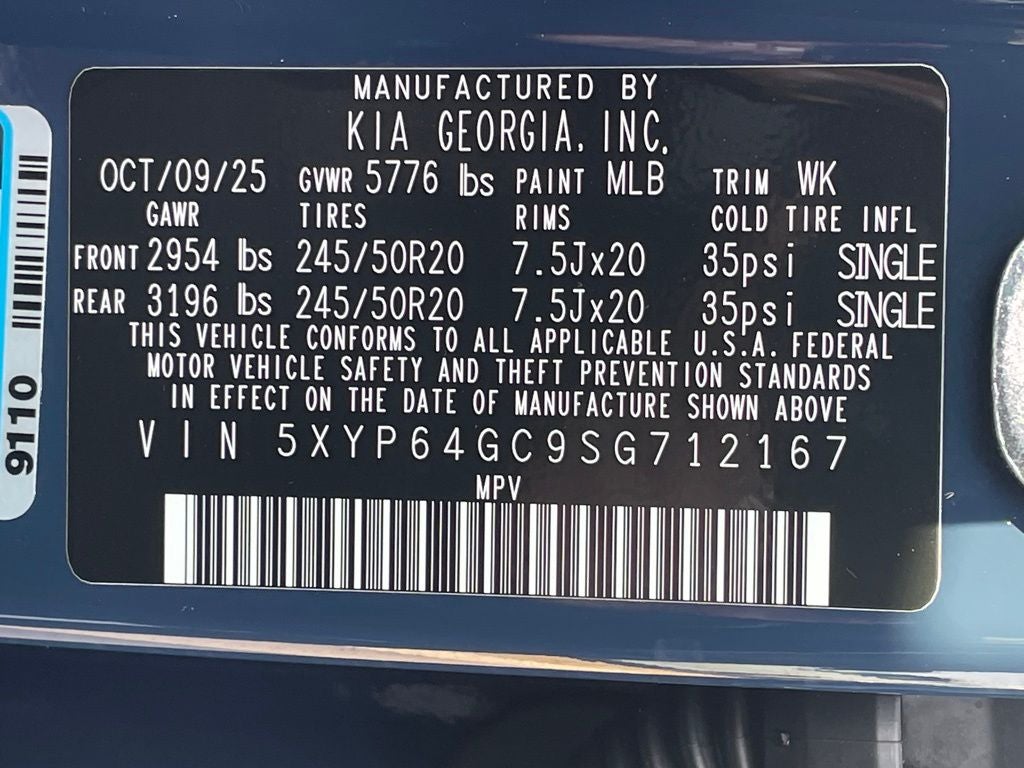 MANUFACTURED BY
KIA GEORGIA, INC.
OCT/09/25 GVWR 5776 lbs PAINT MLB TRIM WK
GAWR TIRES RIMS COLD TIRE INFL
FRONT 2954 lbs 245/50R20 7.5Jx20 35psi SINGLE
REAR 3196 lbs 245/50R20 7.5Jx20 35psi SINGLE
THIS VEHICLE CONFORMS TO ALL APPLICABLE U.S.A. FEDERAL
MOTOR VEHICLE SAFETY AND THEFT PREVENTION STANDARDS
IN EFFECT ON THE DATE OF MANUFACTURE SHOWN ABOVE
VIN 5XYP64GC9SG712167
MPV
9110